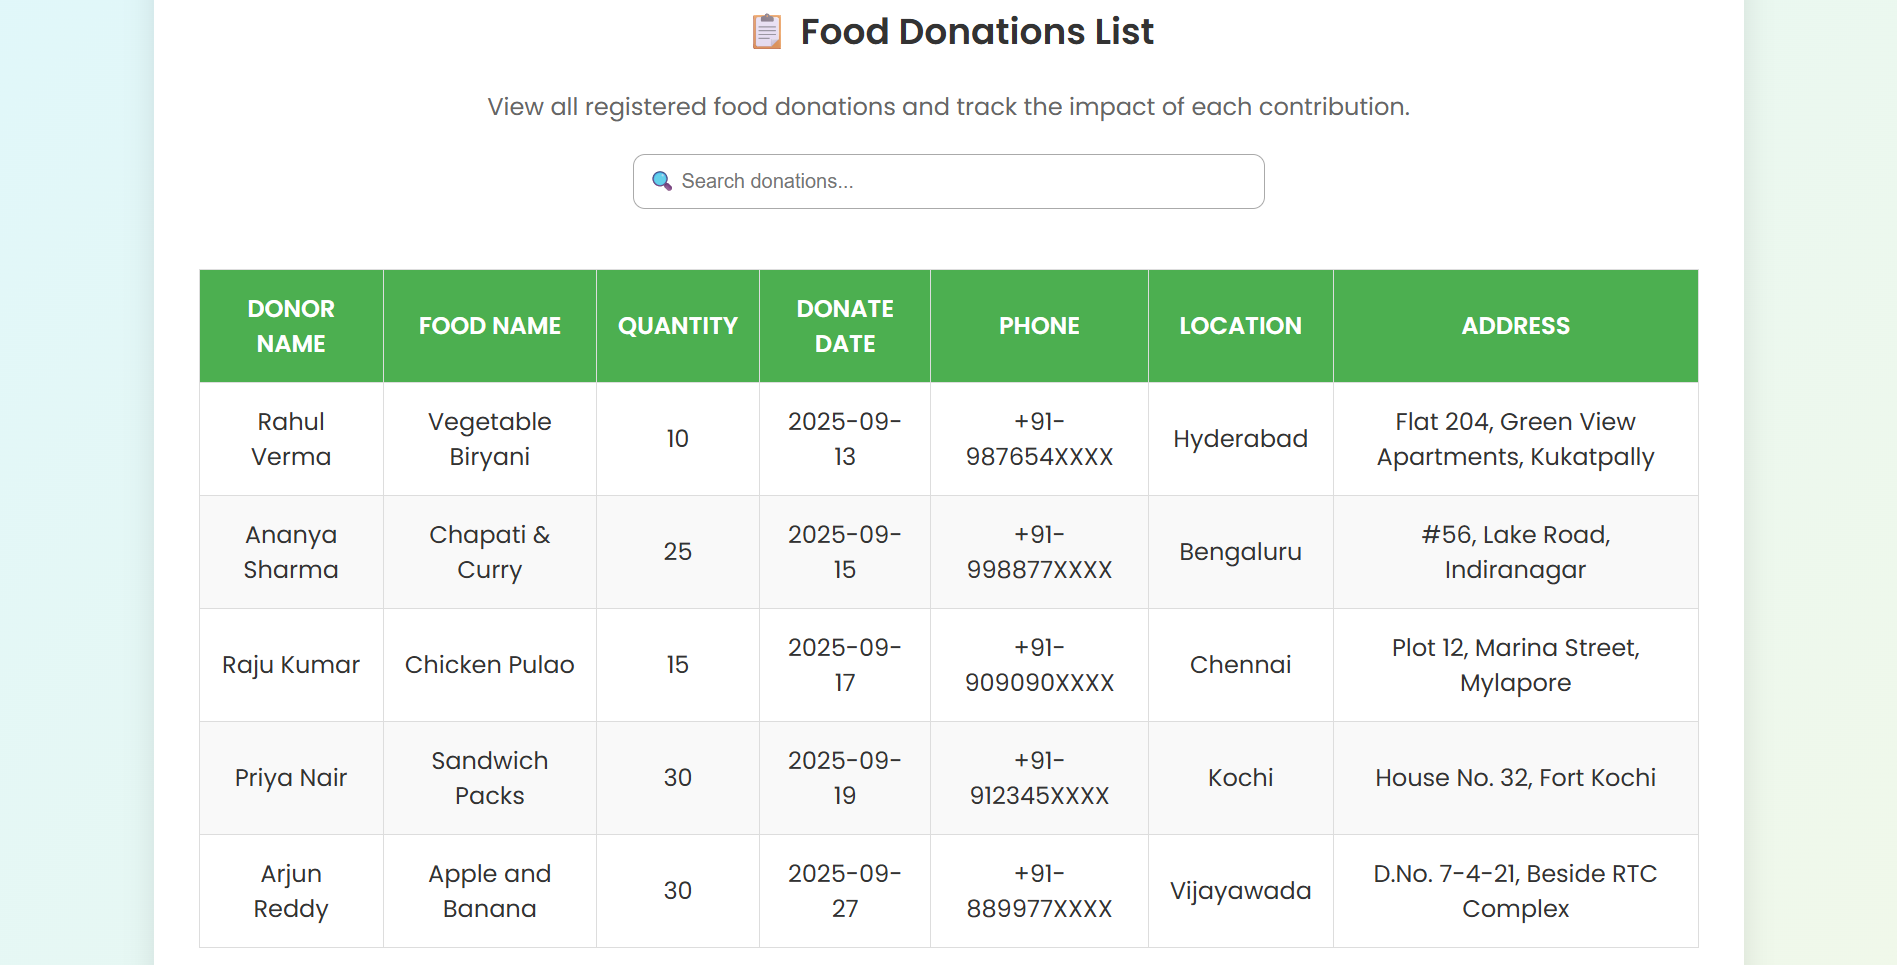 📋 Food Donations List
View all registered food donations and track the impact of each contribution.
🔍 Search donations...
DONOR NAME FOOD NAME QUANTITY DONATE DATE PHONE LOCATION ADDRESS
Rahul Verma Vegetable Biryani 10 2025-09-13 +91-987654XXXX Hyderabad Flat 204, Green View Apartments, Kukatpally
Ananya Sharma Chapati & Curry 25 2025-09-15 +91-998877XXXX Bengaluru #56, Lake Road, Indiranagar
Raju Kumar Chicken Pulao 15 2025-09-17 +91-909090XXXX Chennai Plot 12, Marina Street, Mylapore
Priya Nair Sandwich Packs 30 2025-09-19 +91-912345XXXX Kochi House No. 32, Fort Kochi
Arjun Reddy Apple and Banana 30 2025-09-27 +91-889977XXXX Vijayawada D.No. 7-4-21, Beside RTC Complex